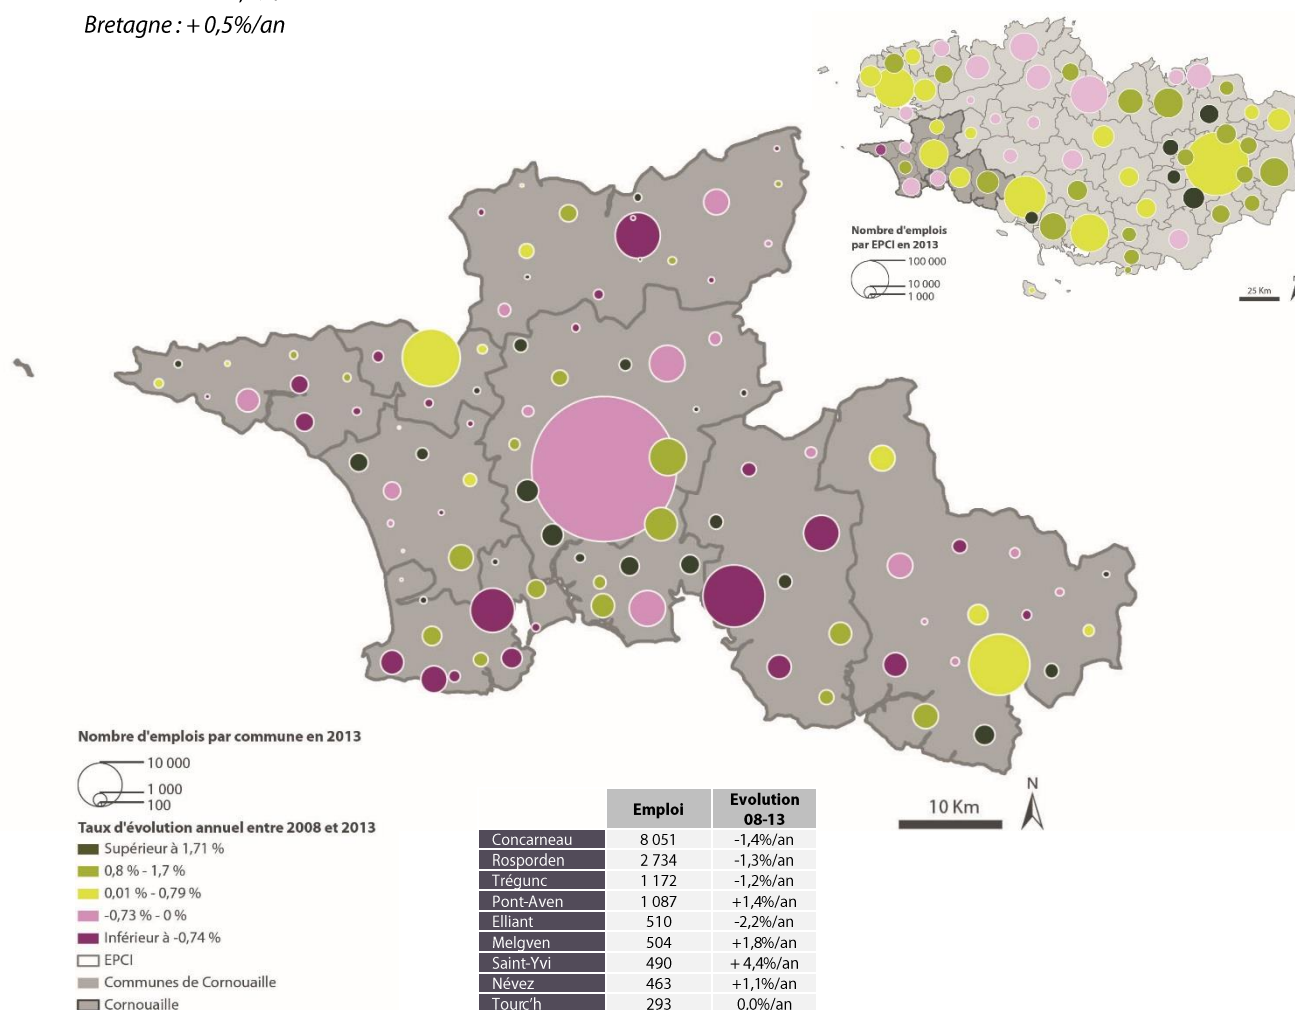 Bretagne : + 0,5%/an
Nombre d'emplois
par EPCI en 2013
100 000
10 000
1 000
25 Km
Nombre d'emplois par commune en 2013
10 000
1 000
100
Taux d'évolution annuel entre 2008 et 2013
Supérieur à 1,71 %
0,8 % - 1,7 %
0,01 % - 0,79 %
-0,73 % - 0 %
Inférieur à -0,74 %
EPCI
Communes de Cornouaille
Cornouaille
N
10 Km
Emploi Evolution
08-13
Concarneau 8 051 -1,4%/an
Rosporden 2 734 -1,3%/an
Trégunc 1 172 -1,2%/an
Pont-Aven 1 087 +1,4%/an
Elliant 510 -2,2%/an
Melgven 504 +1,8%/an
Saint-Yvi 490 + 4,4%/an
Névez 463 +1,1%/an
Tourc'h 293 0,0%/an